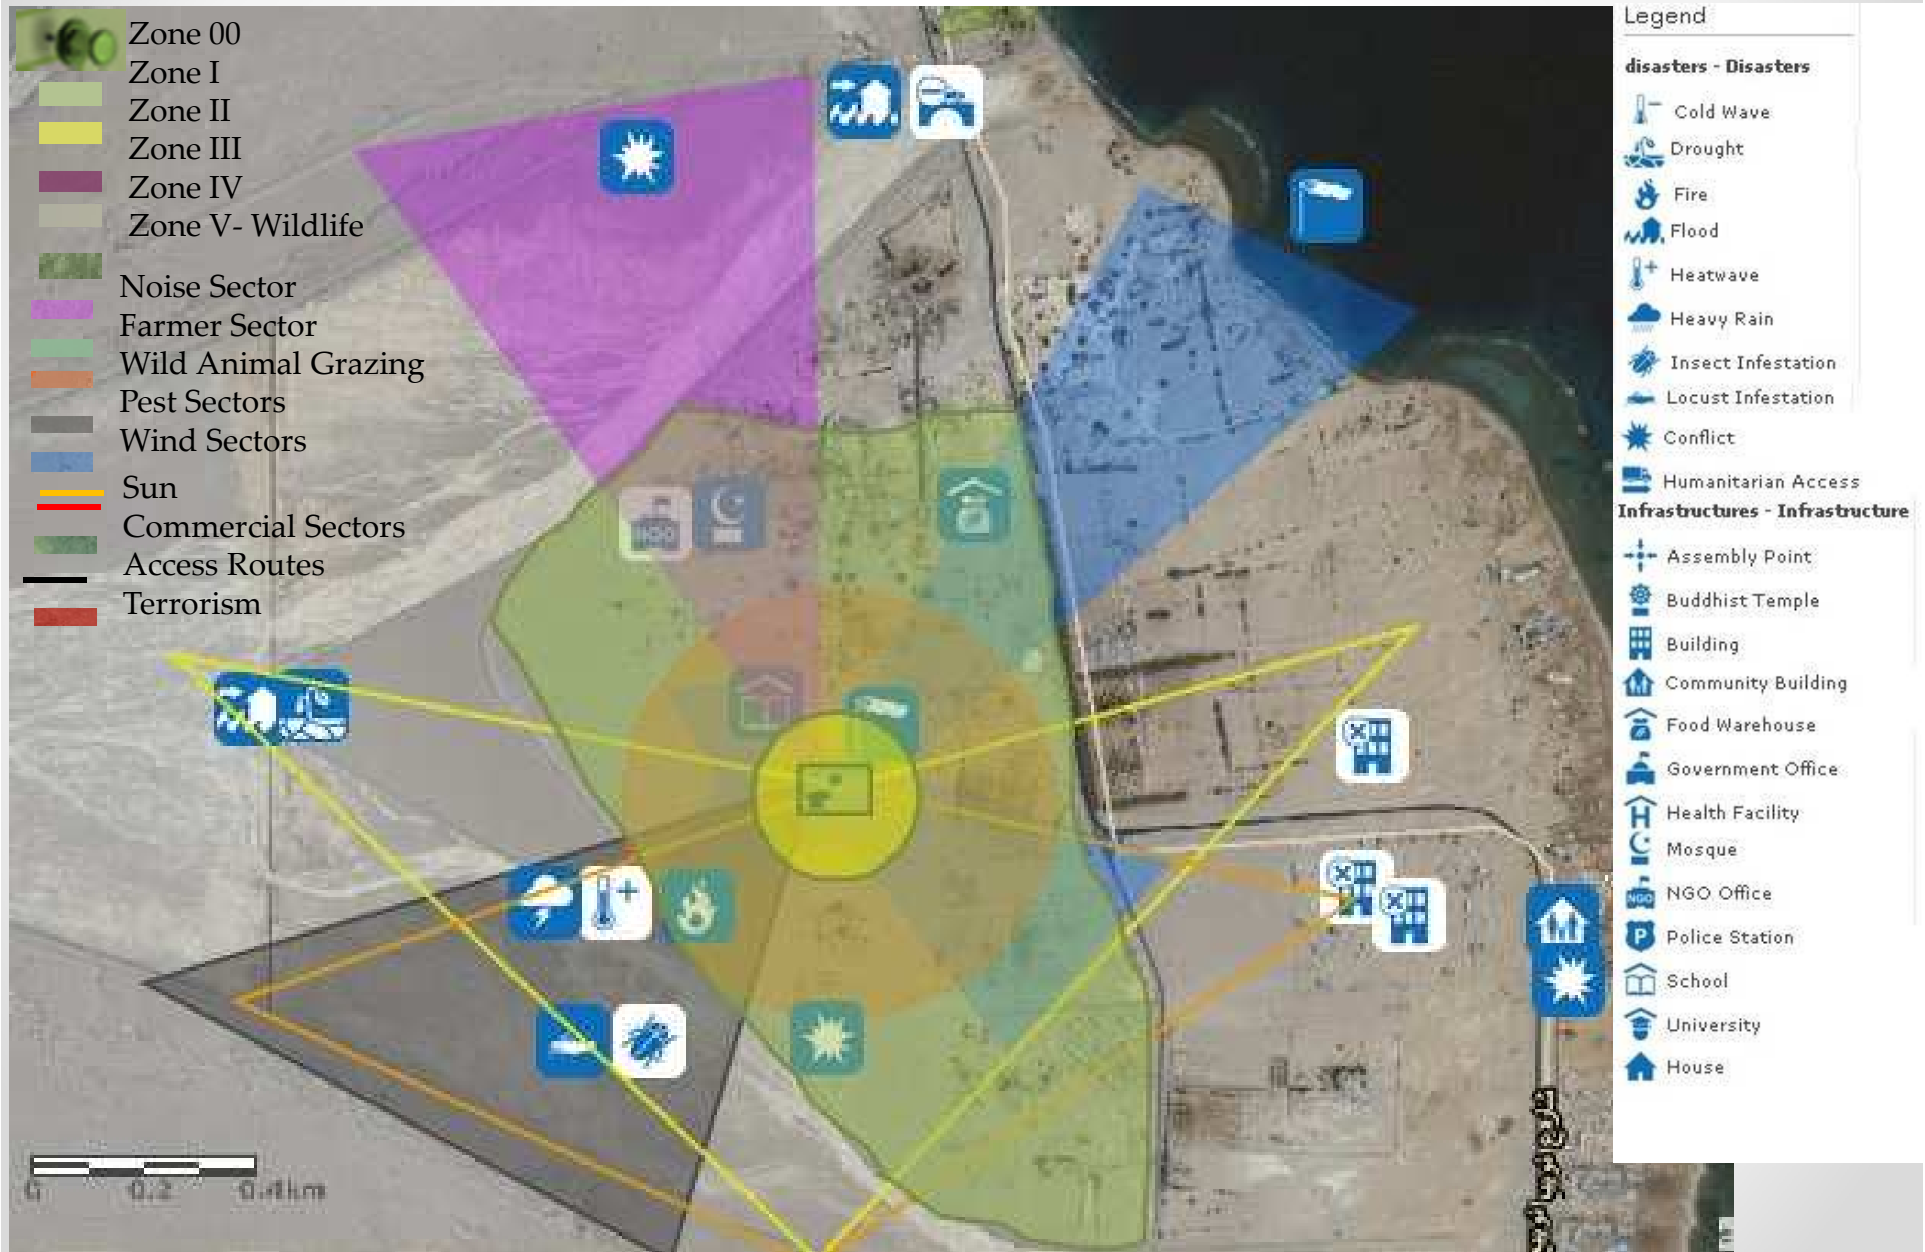 Zone 00
Zone I
Zone II
Zone III
Zone IV
Zone V- Wildlife
Noise Sector
Farmer Sector
Wild Animal Grazing
Pest Sectors
Wind Sectors
Sun
Commercial Sectors
Access Routes
Terrorism
0 0.2 0.4km
NGO
Legend
disasters - Disasters
Cold Wave
Drought
Fire
Flood
Heatwave
Heavy Rain
Insect Infestation
Locust Infestation
Conflict
Humanitarian Access
Infrastructures - Infrastructure
Assembly Point
Buddhist Temple
Building
Community Building
Food Warehouse
Government Office
Health Facility
Mosque
NGO NGO Office
P Police Station
School
University
House